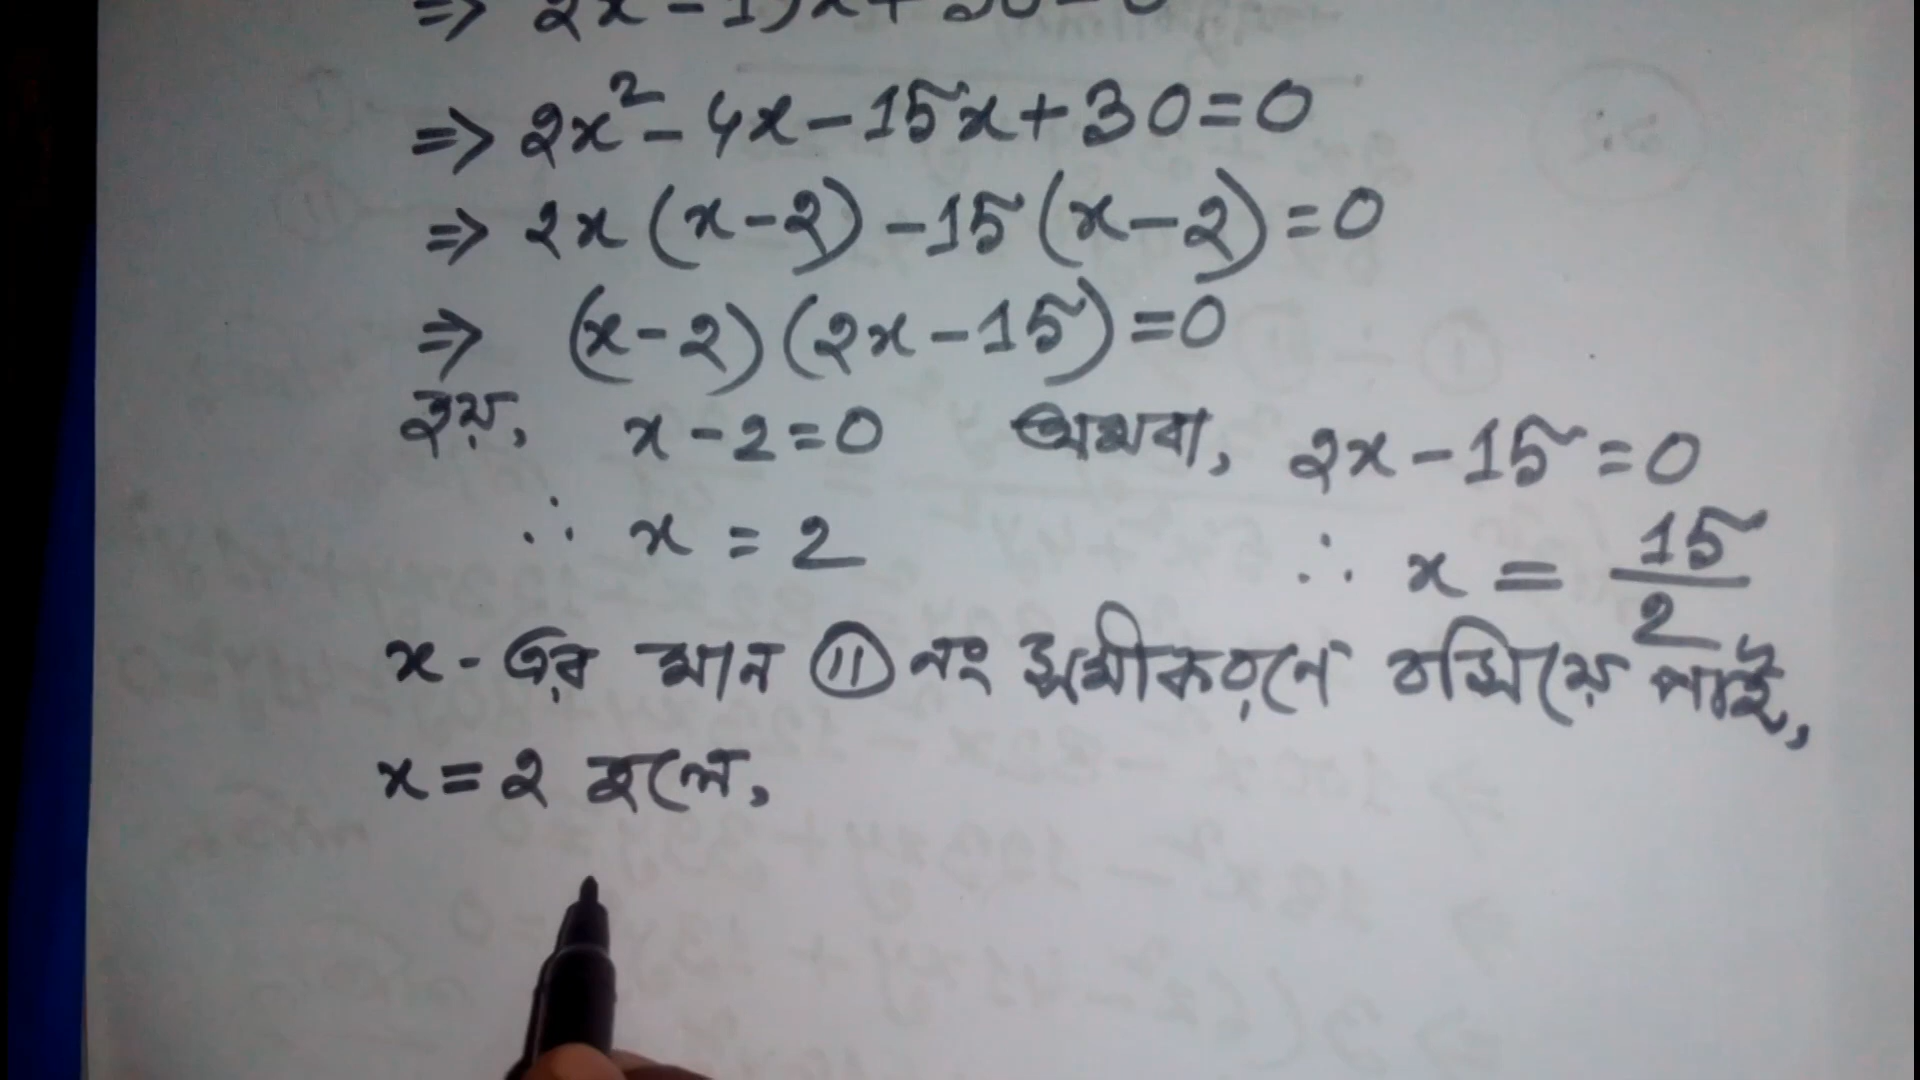 ⇒ 2x² - 4x - 15x + 30 = 0
⇒ 2x (x - 2) - 15 (x - 2) = 0
⇒ (x - 2) (2x - 15) = 0
হয়, x - 2 = 0 অথবা, 2x - 15 = 0
∴ x = 2 ∴ x = 15/2
x - এর মান ⑪ নং সমীকরণে বসিয়ে পাই,
x = 2 হলে,